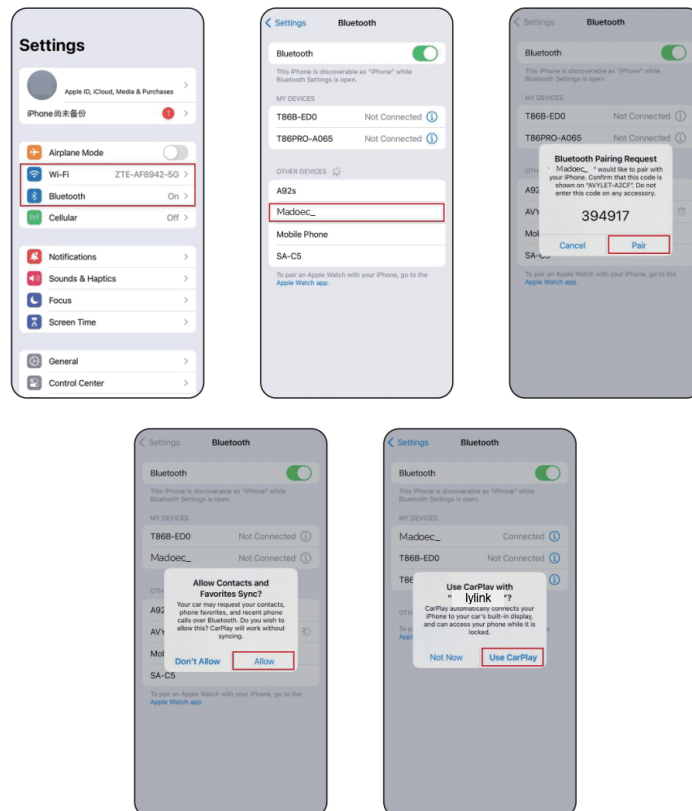 Settings
Apple ID, iCloud, Media & Purchases
iPhone尚未备份
1
Airplane Mode
Wi-Fi ZTE-AF8942-5G
Bluetooth On
Cellular Off
Notifications
Sounds & Haptics
Focus
Screen Time
General
Control Center
Settings Bluetooth
Bluetooth
This iPhone is discoverable as "iPhone" while
Bluetooth Settings is open.
MY DEVICES
T86B-ED0 Not Connected
T86PRO-A065 Not Connected
OTHER DEVICES
A92s
Madoec_
Mobile Phone
SA-C5
To pair an Apple Watch with your iPhone, go to the
Apple Watch app.
Settings Bluetooth
Bluetooth
This iPhone is discoverable as "iPhone" while
Bluetooth Settings is open.
MY DEVICES
T86B-ED0 Not Connected
T86PRO-A065 Not Connected
OTH
A92
AVY
Mol
SA-C5
Bluetooth Pairing Request
" Madoec_ " would like to pair with
your iPhone. Confirm that this code is
shown on "AVYLET-A2CF". Do not
enter this code on any accessory.
394917
Cancel Pair
To pair an Apple Watch with your iPhone, go to the
Apple Watch app.
Settings Bluetooth
Bluetooth
This iPhone is discoverable as "iPhone" while
Bluetooth Settings is open.
MY DEVICES
T86B-ED0 Not Connected
Madoec_ Not Connected
OTH
A92
AVY
Mol
SA-C5
Allow Contacts and
Favorites Sync?
Your car may request your contacts,
phone favorites, and recent phone
calls over Bluetooth. Do you wish to
allow this? CarPlay will work without
syncing.
Don't Allow Allow
To pair an Apple Watch with your iPhone, go to the
Apple Watch app.
Settings Bluetooth
Bluetooth
This iPhone is discoverable as "iPhone" while
Bluetooth Settings is open.
MY DEVICES
Madoec_ Connected
T86B-ED0 Not Connected
T86
OTH
To p
Appl
Use CarPlay with
" lylink "?
CarPlay automatically connects your
iPhone to your car's built-in display,
and can access your phone while it is
locked.
Not Now Use CarPlay